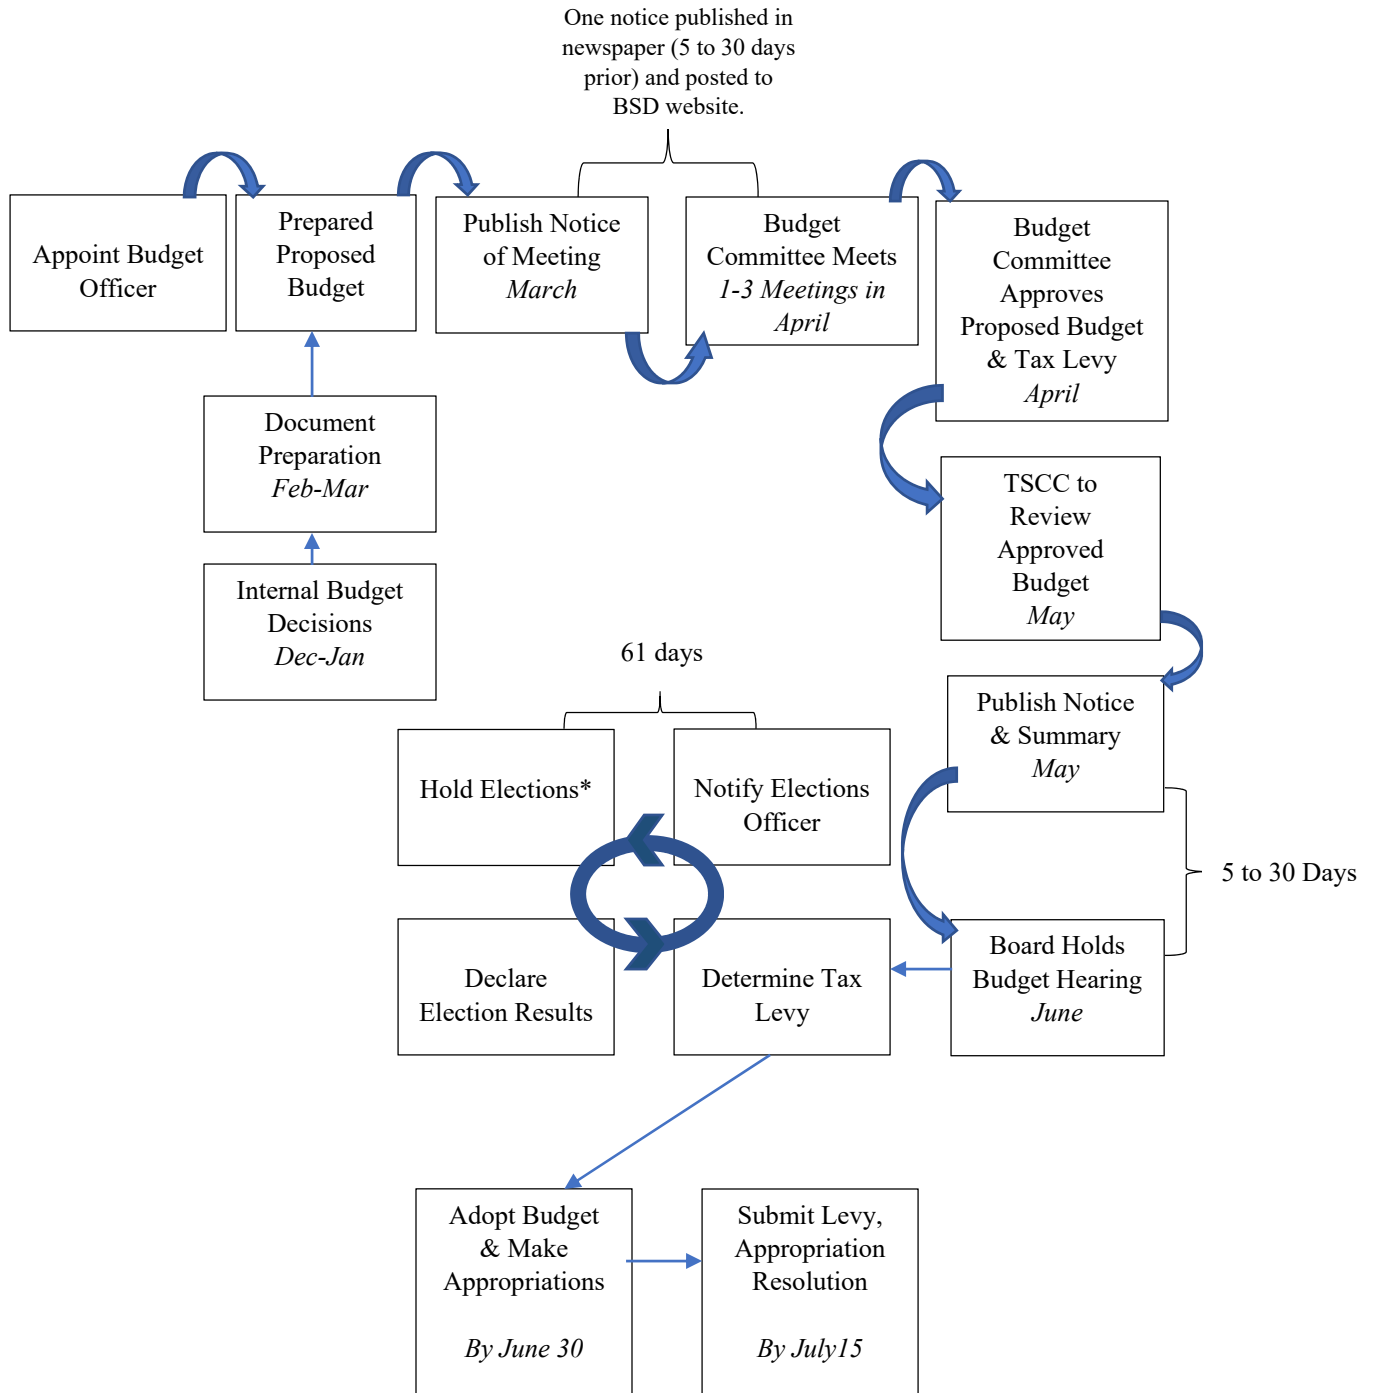 One notice published in
newspaper (5 to 30 days
prior) and posted to
BSD website.
Appoint Budget
Officer
Prepared
Proposed
Budget
Publish Notice
of Meeting
March
Budget
Committee Meets
1-3 Meetings in
April
Budget
Committee
Approves
Proposed Budget
& Tax Levy
April
Document
Preparation
Feb-Mar
Internal Budget
Decisions
Dec-Jan
TSCC to
Review
Approved
Budget
May
61 days
Publish Notice
& Summary
May
Hold Elections*
Notify Elections
Officer
5 to 30 Days
Declare
Election Results
Determine Tax
Levy
Board Holds
Budget Hearing
June
Adopt Budget
& Make
Appropriations
By June 30
Submit Levy,
Appropriation
Resolution
By July15